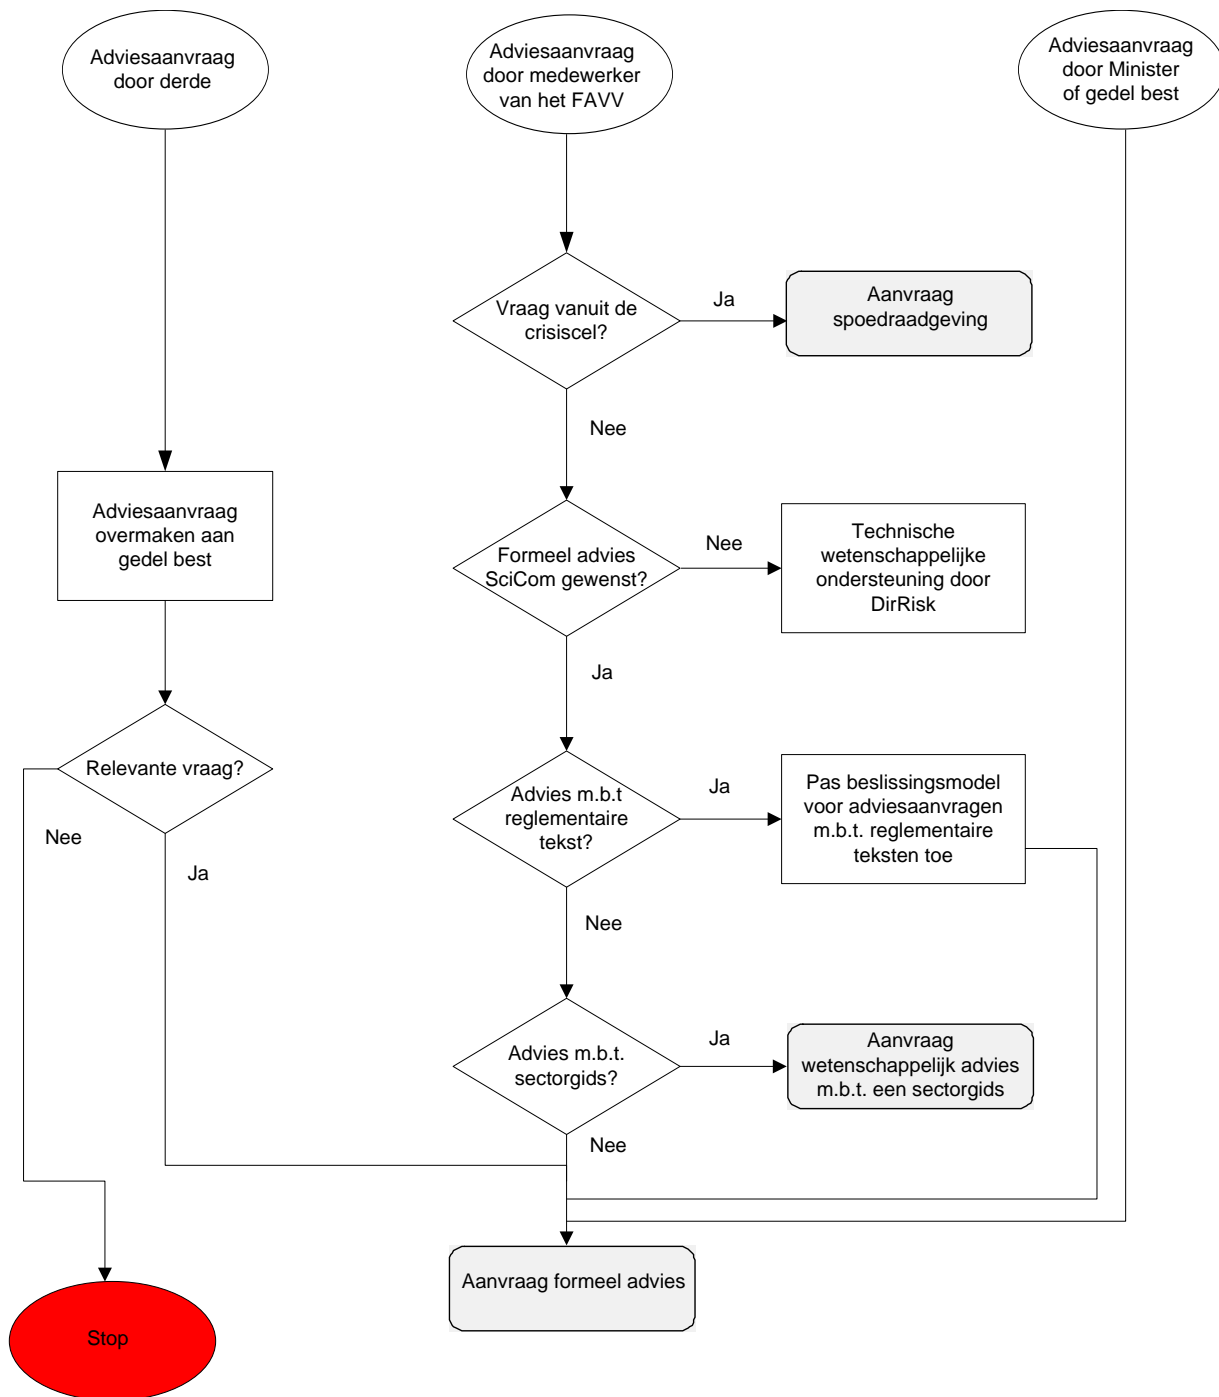 Adviesaanvraag
door derde
Adviesaanvraag
door medewerker
van het FAVV
Adviesaanvraag
door Minister
of gedel best
Vraag vanuit de
crisiscel?
Ja
Aanvraag
spoedraadgeving
Nee
Adviesaanvraag
overmaken aan
gedel best
Formeel advies
SciCom gewenst?
Nee
Technische
wetenschappelijke
ondersteuning door
DirRisk
Ja
Relevante vraag?
Nee
Ja
Advies m.b.t
reglementaire
tekst?
Ja
Pas beslissingsmodel
voor adviesaanvragen
m.b.t. reglementaire
teksten toe
Nee
Advies m.b.t.
sectorgids?
Ja
Aanvraag
wetenschappelijk advies
m.b.t. een sectorgids
Nee
Aanvraag formeel advies
Stop